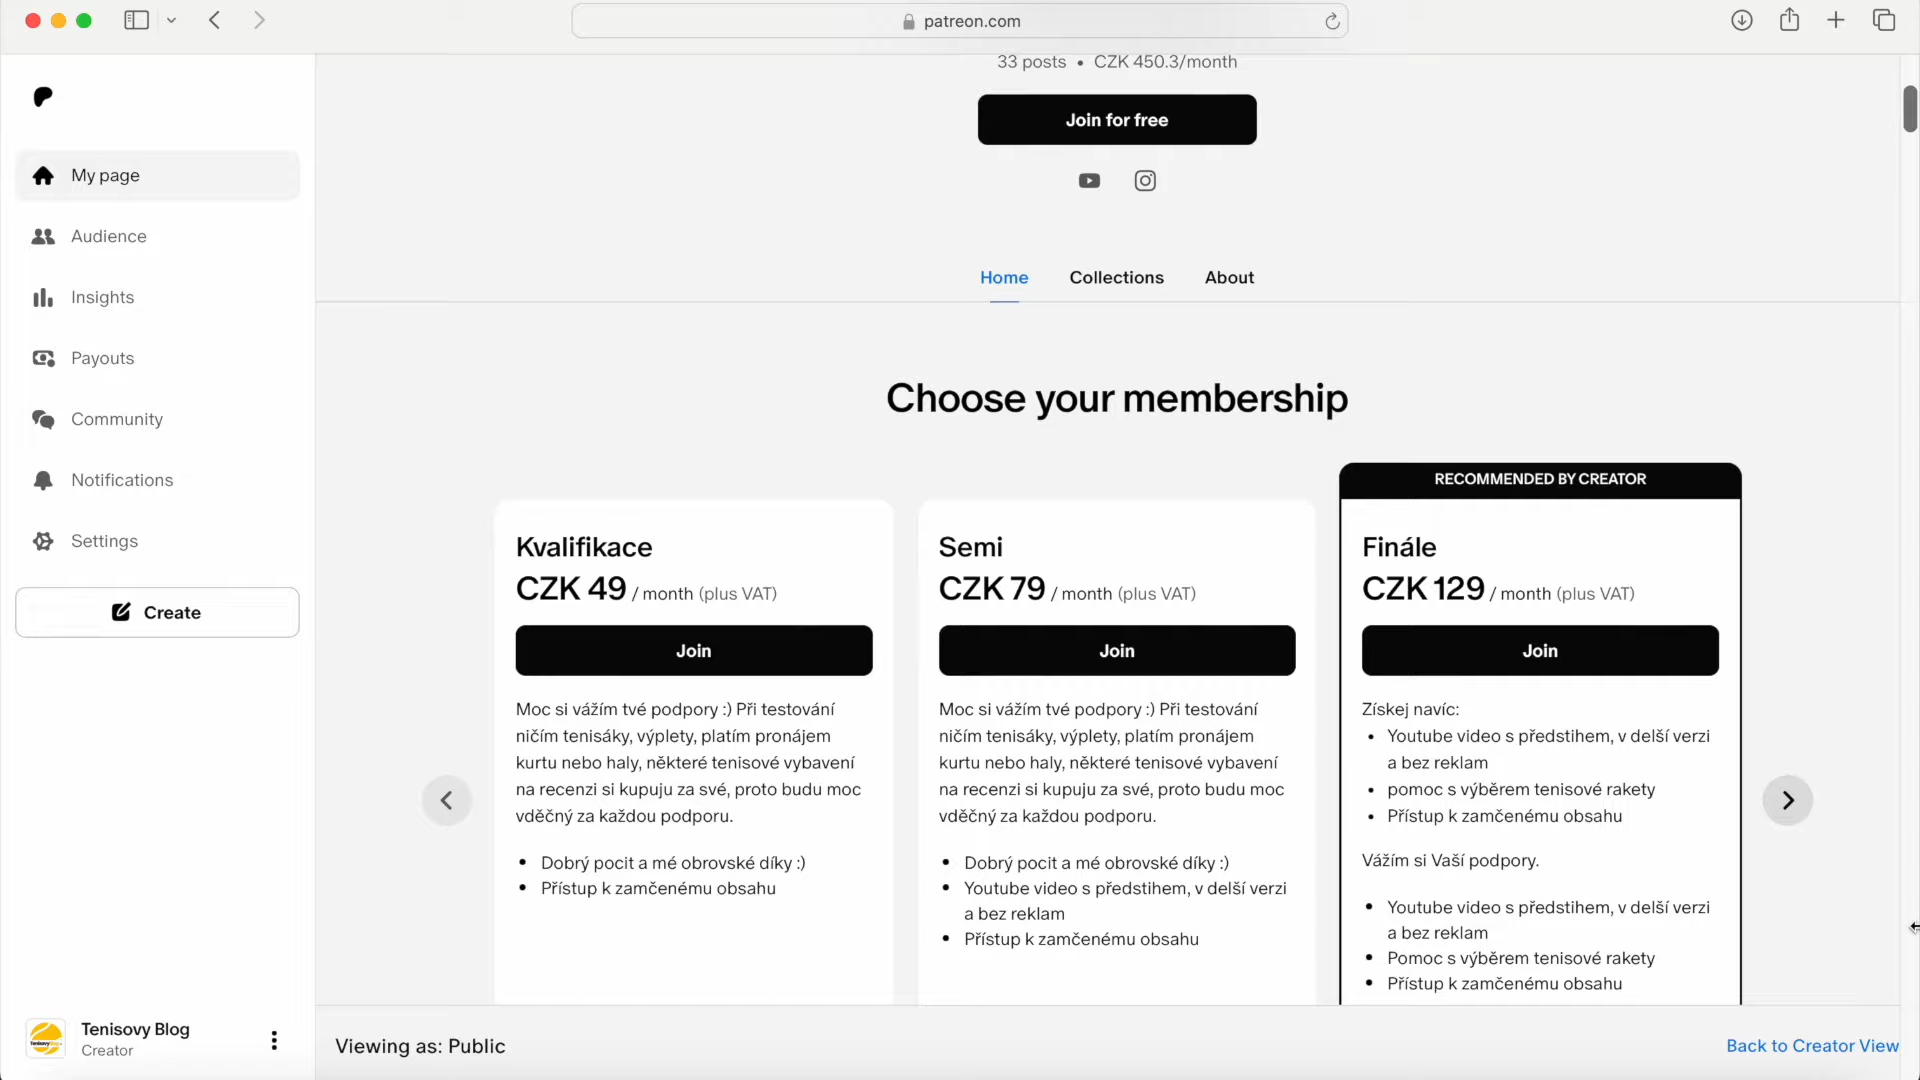 patreon.com
33 posts • CZK 450.3/month
Join for free
My page
Audience
Insights
Payouts
Community
Notifications
Settings
Create
Home
Collections
About
Choose your membership
Kvalifikace
CZK 49 / month (plus VAT)
Join
Moc si vážím tvé podpory :) Při testování
ničím tenisáky, výplety, platím pronájem
kurtu nebo haly, některé tenisové vybavení
na recenzi si kupuju za své, proto budu moc
vděčný za každou podporu.
• Dobrý pocit a mé obrovské díky :)
• Přístup k zamčenému obsahu
Semi
CZK 79 / month (plus VAT)
Join
Moc si vážím tvé podpory :) Při testování
ničím tenisáky, výplety, platím pronájem
kurtu nebo haly, některé tenisové vybavení
na recenzi si kupuju za své, proto budu moc
vděčný za každou podporu.
• Dobrý pocit a mé obrovské díky :)
• Youtube video s předstihem, v delší verzi
a bez reklam
• Přístup k zamčenému obsahu
RECOMMENDED BY CREATOR
Finále
CZK 129 / month (plus VAT)
Join
Získej navíc:
• Youtube video s předstihem, v delší verzi
a bez reklam
• pomoc s výběrem tenisové rakety
• Přístup k zamčenému obsahu
Vážím si Vaší podpory.
• Youtube video s předstihem, v delší verzi
a bez reklam
• Pomoc s výběrem tenisové rakety
• Přístup k zamčenému obsahu
Tenisovy Blog
Creator
Viewing as: Public
Back to Creator View